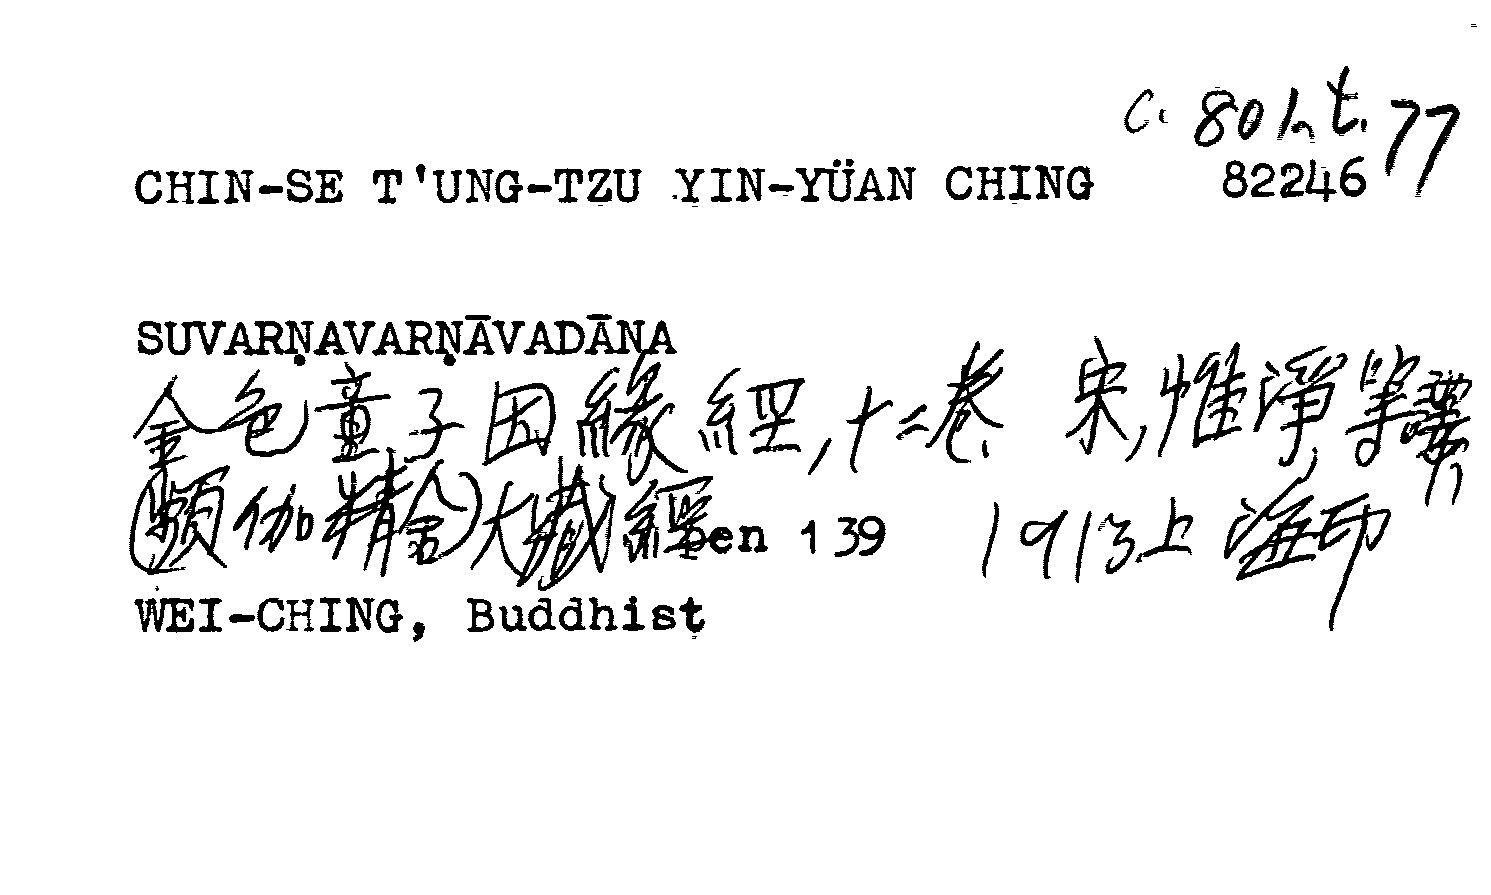 C. 80 h.t. 77
CHIN-SE T'UNG-TZU YIN-YÜAN CHING 82246
SUVARṆAVARṆĀVADĀNA
金色童子因緣經,十二卷 宋,惟淨等譯
(頻伽精舍)大藏經 pen 139 1913上海印
WEI-CHING, Buddhist